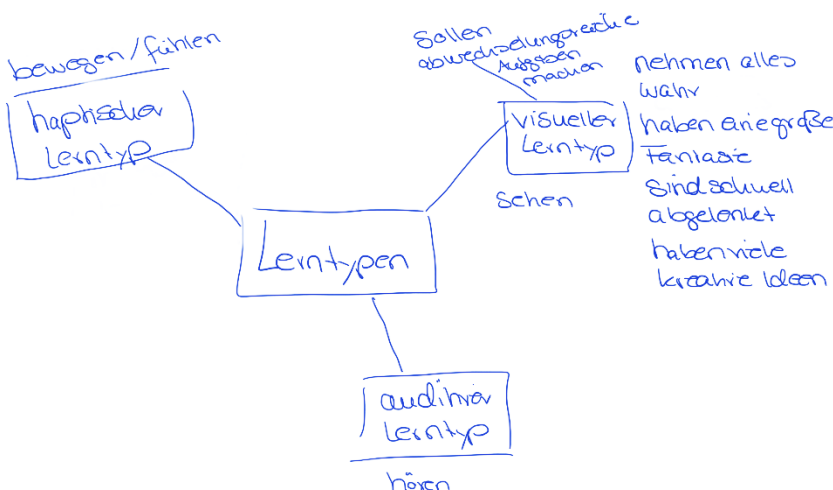 bewegen/fühlen
haptischer
Lerntyp
Sollen
abwechslungsreiche
Aufgaben
machen
visueller
Lerntyp
sehen
nehmen alles
wahr
haben eine große
Fantasie
sind schnell
abgelenket
haben viele
kreative Ideen
Lerntypen
auditiver
Lerntyp
hören